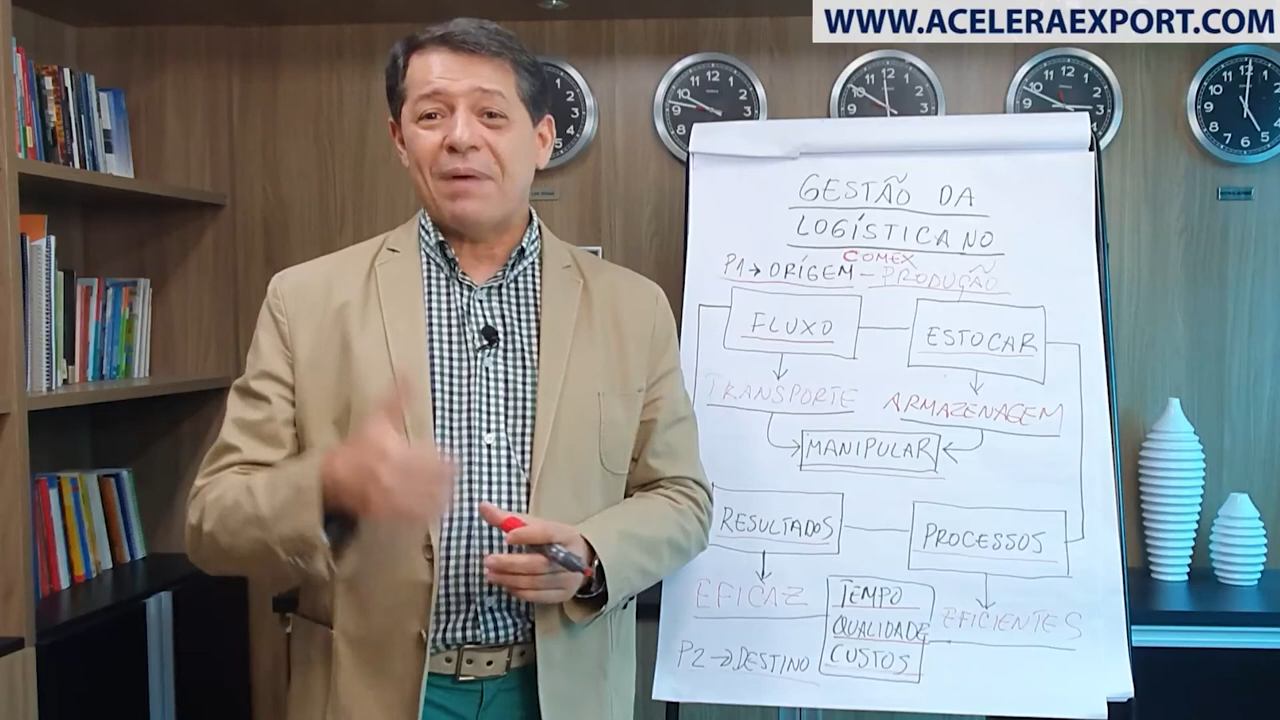 WWW.ACELERAEXPORT.COM
GESTÃO DA
LOGÍSTICA NO
COMEX
P1→ ORÍGEM – PRODUÇÃO
FLUXO
ESTOCAR
TRANSPORTE
ARMAZENAGEM
MANIPULAR
RESULTADOS
PROCESSOS
EFICAZ
TEMPO
QUALIDADE
CUSTOS
EFICIENTES
P2→DESTINO